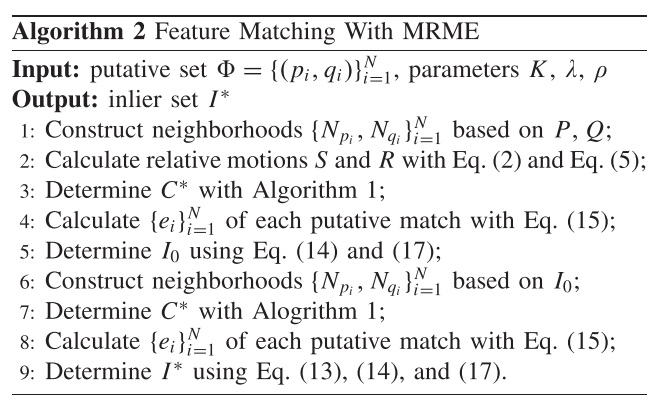 Algorithm 2 Feature Matching With MRME
Input: putative set Φ = {(p_i, q_i)}_{i=1}^N, parameters K, λ, ρ
Output: inlier set I*
1: Construct neighborhoods {N_{p_i}, N_{q_i}}_{i=1}^N based on P, Q;
2: Calculate relative motions S and R with Eq. (2) and Eq. (5);
3: Determine C* with Algorithm 1;
4: Calculate {e_i}_{i=1}^N of each putative match with Eq. (15);
5: Determine I_0 using Eq. (14) and (17);
6: Construct neighborhoods {N_{p_i}, N_{q_i}}_{i=1}^N based on I_0;
7: Determine C* with Alogrithm 1;
8: Calculate {e_i}_{i=1}^N of each putative match with Eq. (15);
9: Determine I* using Eq. (13), (14), and (17).